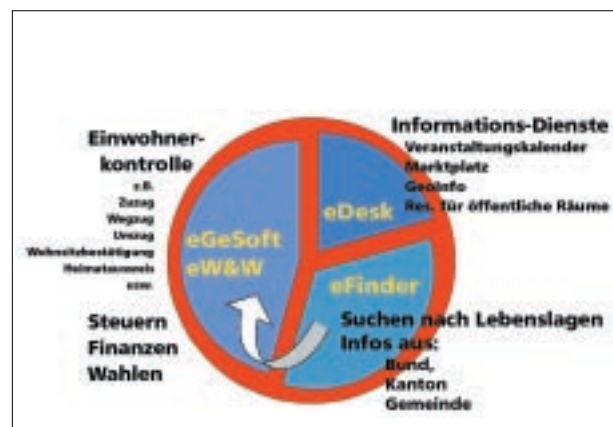 Einwohner-
kontrolle
z.B.
Zuzug
Wegzug
Umzug
Wohnsitzbestätigung
Heimatausweis
usw.
Steuern
Finanzen
Wahlen
eGeSoft
eW&W
eDesk
eFinder
Informations-Dienste
Veranstaltungskalender
Marktplatz
GeoInfo
Res. für öffentliche Räume
Suchen nach Lebenslagen
Infos aus:
Bund,
Kanton
Gemeinde